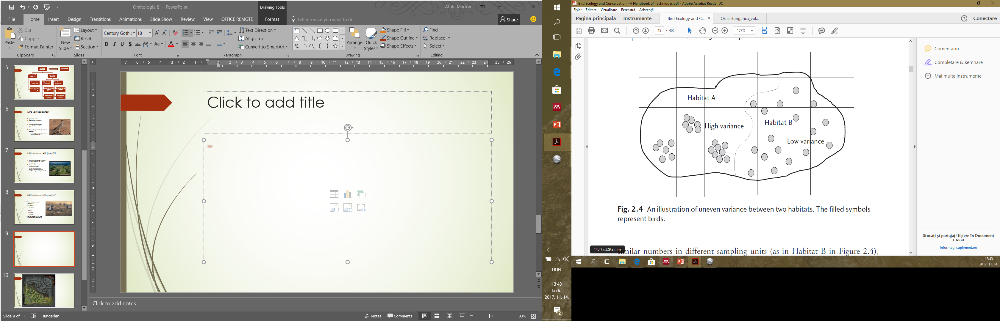 Ornitologia 8 - PowerPoint
Drawing Tools
Attila Marton
File
Home
Insert
Design
Transitions
Animations
Slide Show
Review
View
OFFICE REMOTE
Format
Tell me what you want to do
Share
Paste
Cut
Copy
Format Painter
Clipboard
New
Slide
Layout
Reset
Section
Slides
Century Gothic
18
Font
Text Direction
Align Text
Convert to SmartArt
Paragraph
Arrange
Quick
Styles
Shape Fill
Shape Outline
Shape Effects
Drawing
Find
Replace
Select
Editing
5
MONITORING
6
Mire van kapacitás?
7
Mit tudunk a célfaj(ok)ról?
8
Mit tudunk a célfaj(ok)ról?
9
10
Click to add title
Click to add notes
Slide 9 of 11
Hungarian
Notes
Comments
83%
HUN
13:43
kedd
2017. 11. 14.
2
Bird Ecology and Conservation - A Handbook of Techniques.pdf - Adobe Acrobat Reader DC
Fișier Editare Vizualizare Fereastră Asistență
Pagina principală
Instrumente
Bird Ecology and C...
OrnisHungarica_vol...
Conectare
45 / 405
177%
Bird census and survey techniques
Habitat A
High variance
Habitat B
Low variance
Fig. 2.4 An illustration of uneven variance between two habitats. The filled symbols
represent birds.
140.1 x 229.2 mm
similar numbers in different sampling units (as in Habitat B in Figure 2.4),
Comentariu
Completare & semnare
Mai multe instrumente
Stocați și partajați fișiere în Document
Cloud
Informații suplimentare
13:43
2017. 11. 14.